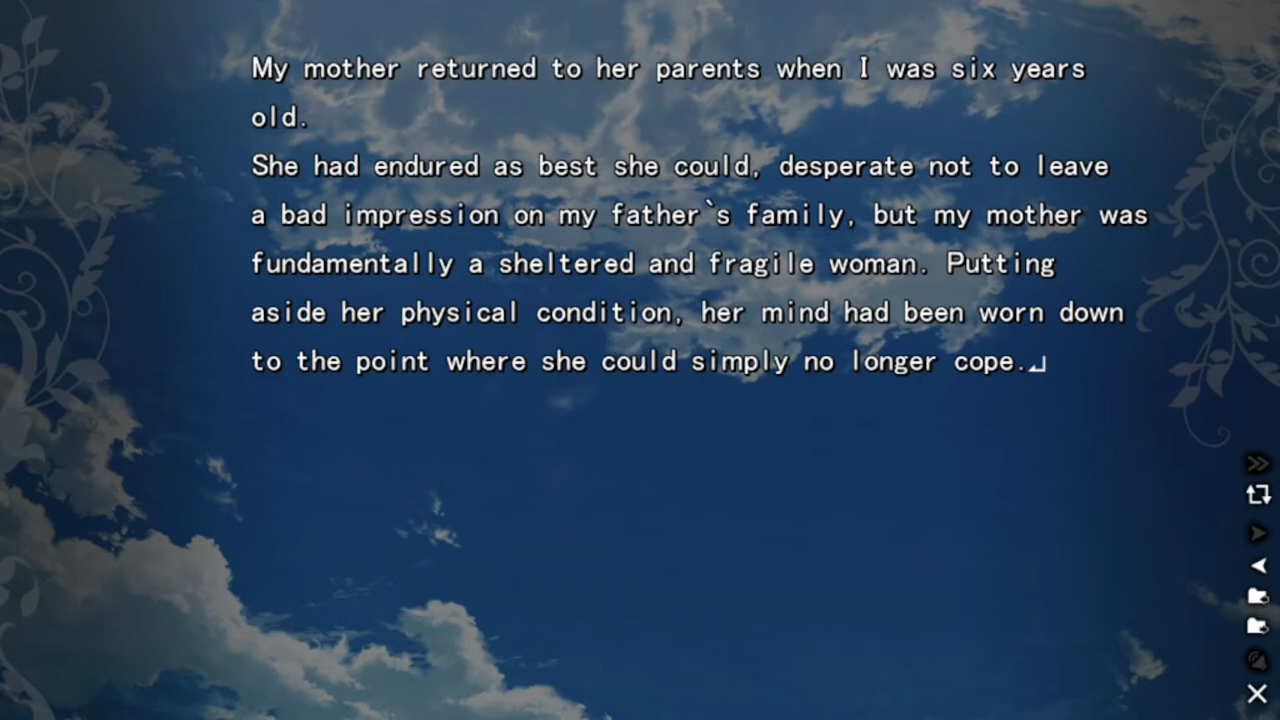 My mother returned to her parents when I was six years
old.
She had endured as best she could, desperate not to leave
a bad impression on my father`s family, but my mother was
fundamentally a sheltered and fragile woman. Putting
aside her physical condition, her mind had been worn down
to the point where she could simply no longer cope.